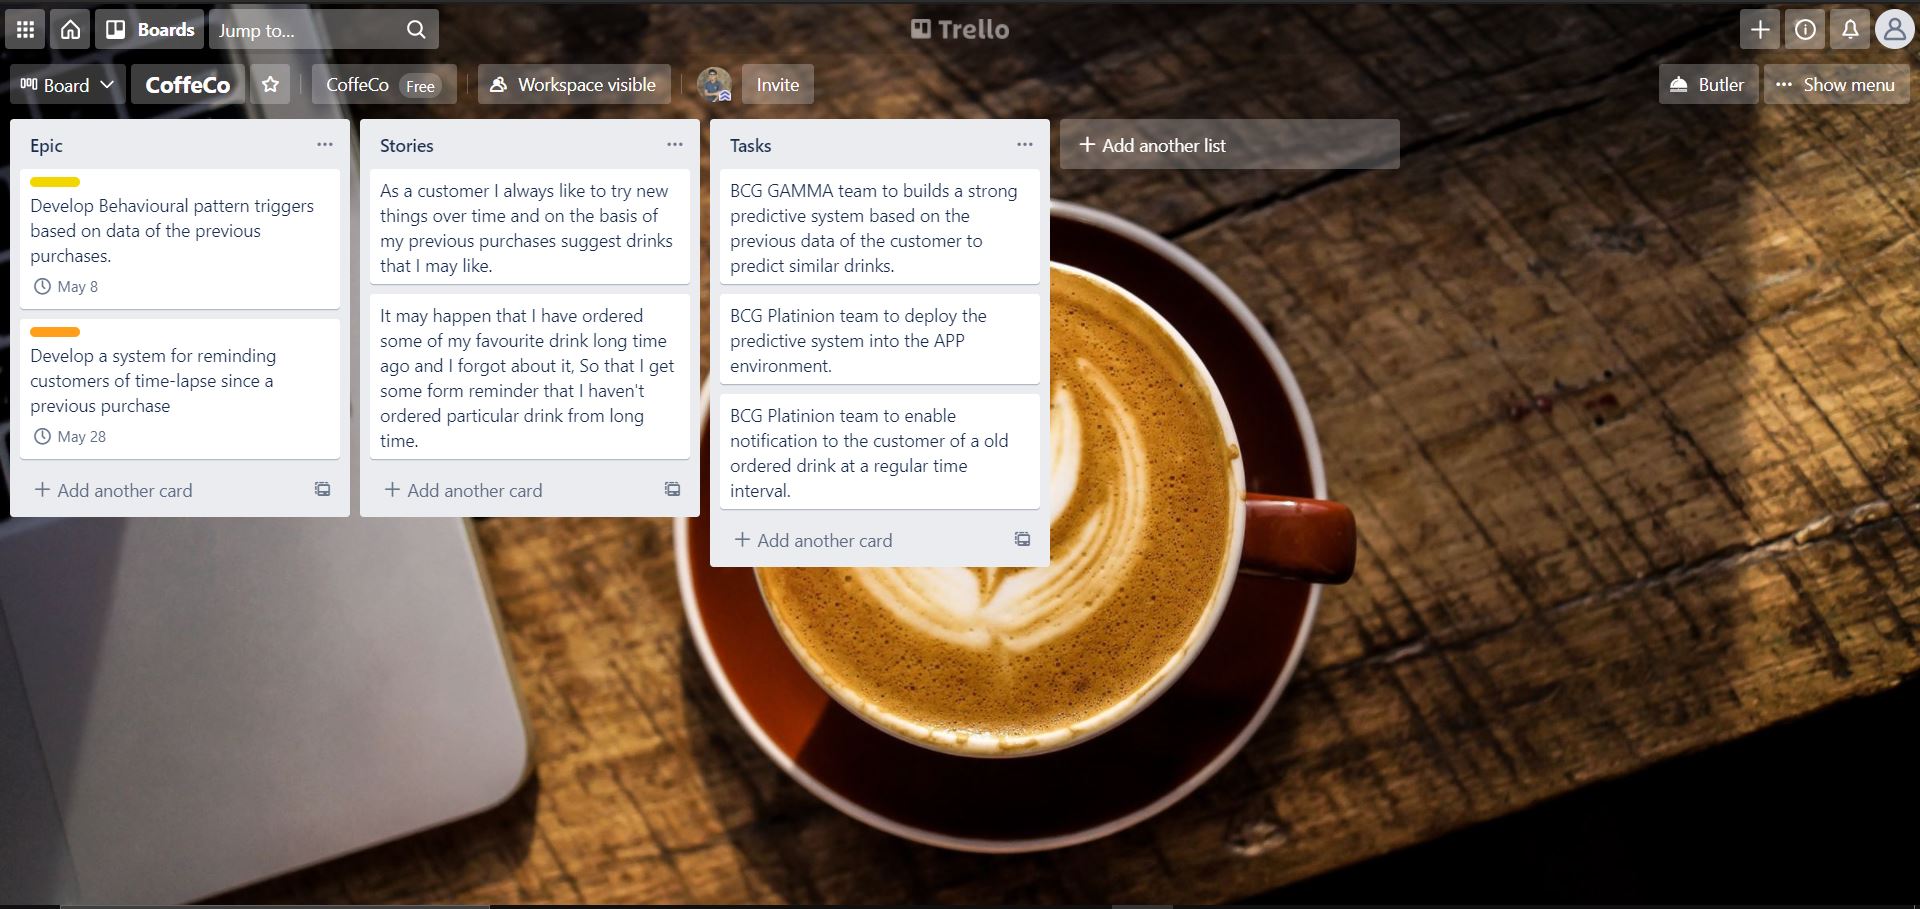 Boards
Jump to...
Trello
Board
CoffeCo
CoffeCo Free
Workspace visible
Invite
Butler
Show menu
Epic
Develop Behavioural pattern triggers
based on data of the previous
purchases.
May 8
Develop a system for reminding
customers of time-lapse since a
previous purchase
May 28
+ Add another card
Stories
As a customer I always like to try new
things over time and on the basis of
my previous purchases suggest drinks
that I may like.
It may happen that I have ordered
some of my favourite drink long time
ago and I forgot about it, So that I get
some form reminder that I haven't
ordered particular drink from long
time.
+ Add another card
Tasks
BCG GAMMA team to builds a strong
predictive system based on the
previous data of the customer to
predict similar drinks.
BCG Platinion team to deploy the
predictive system into the APP
environment.
BCG Platinion team to enable
notification to the customer of a old
ordered drink at a regular time
interval.
+ Add another card
+ Add another list